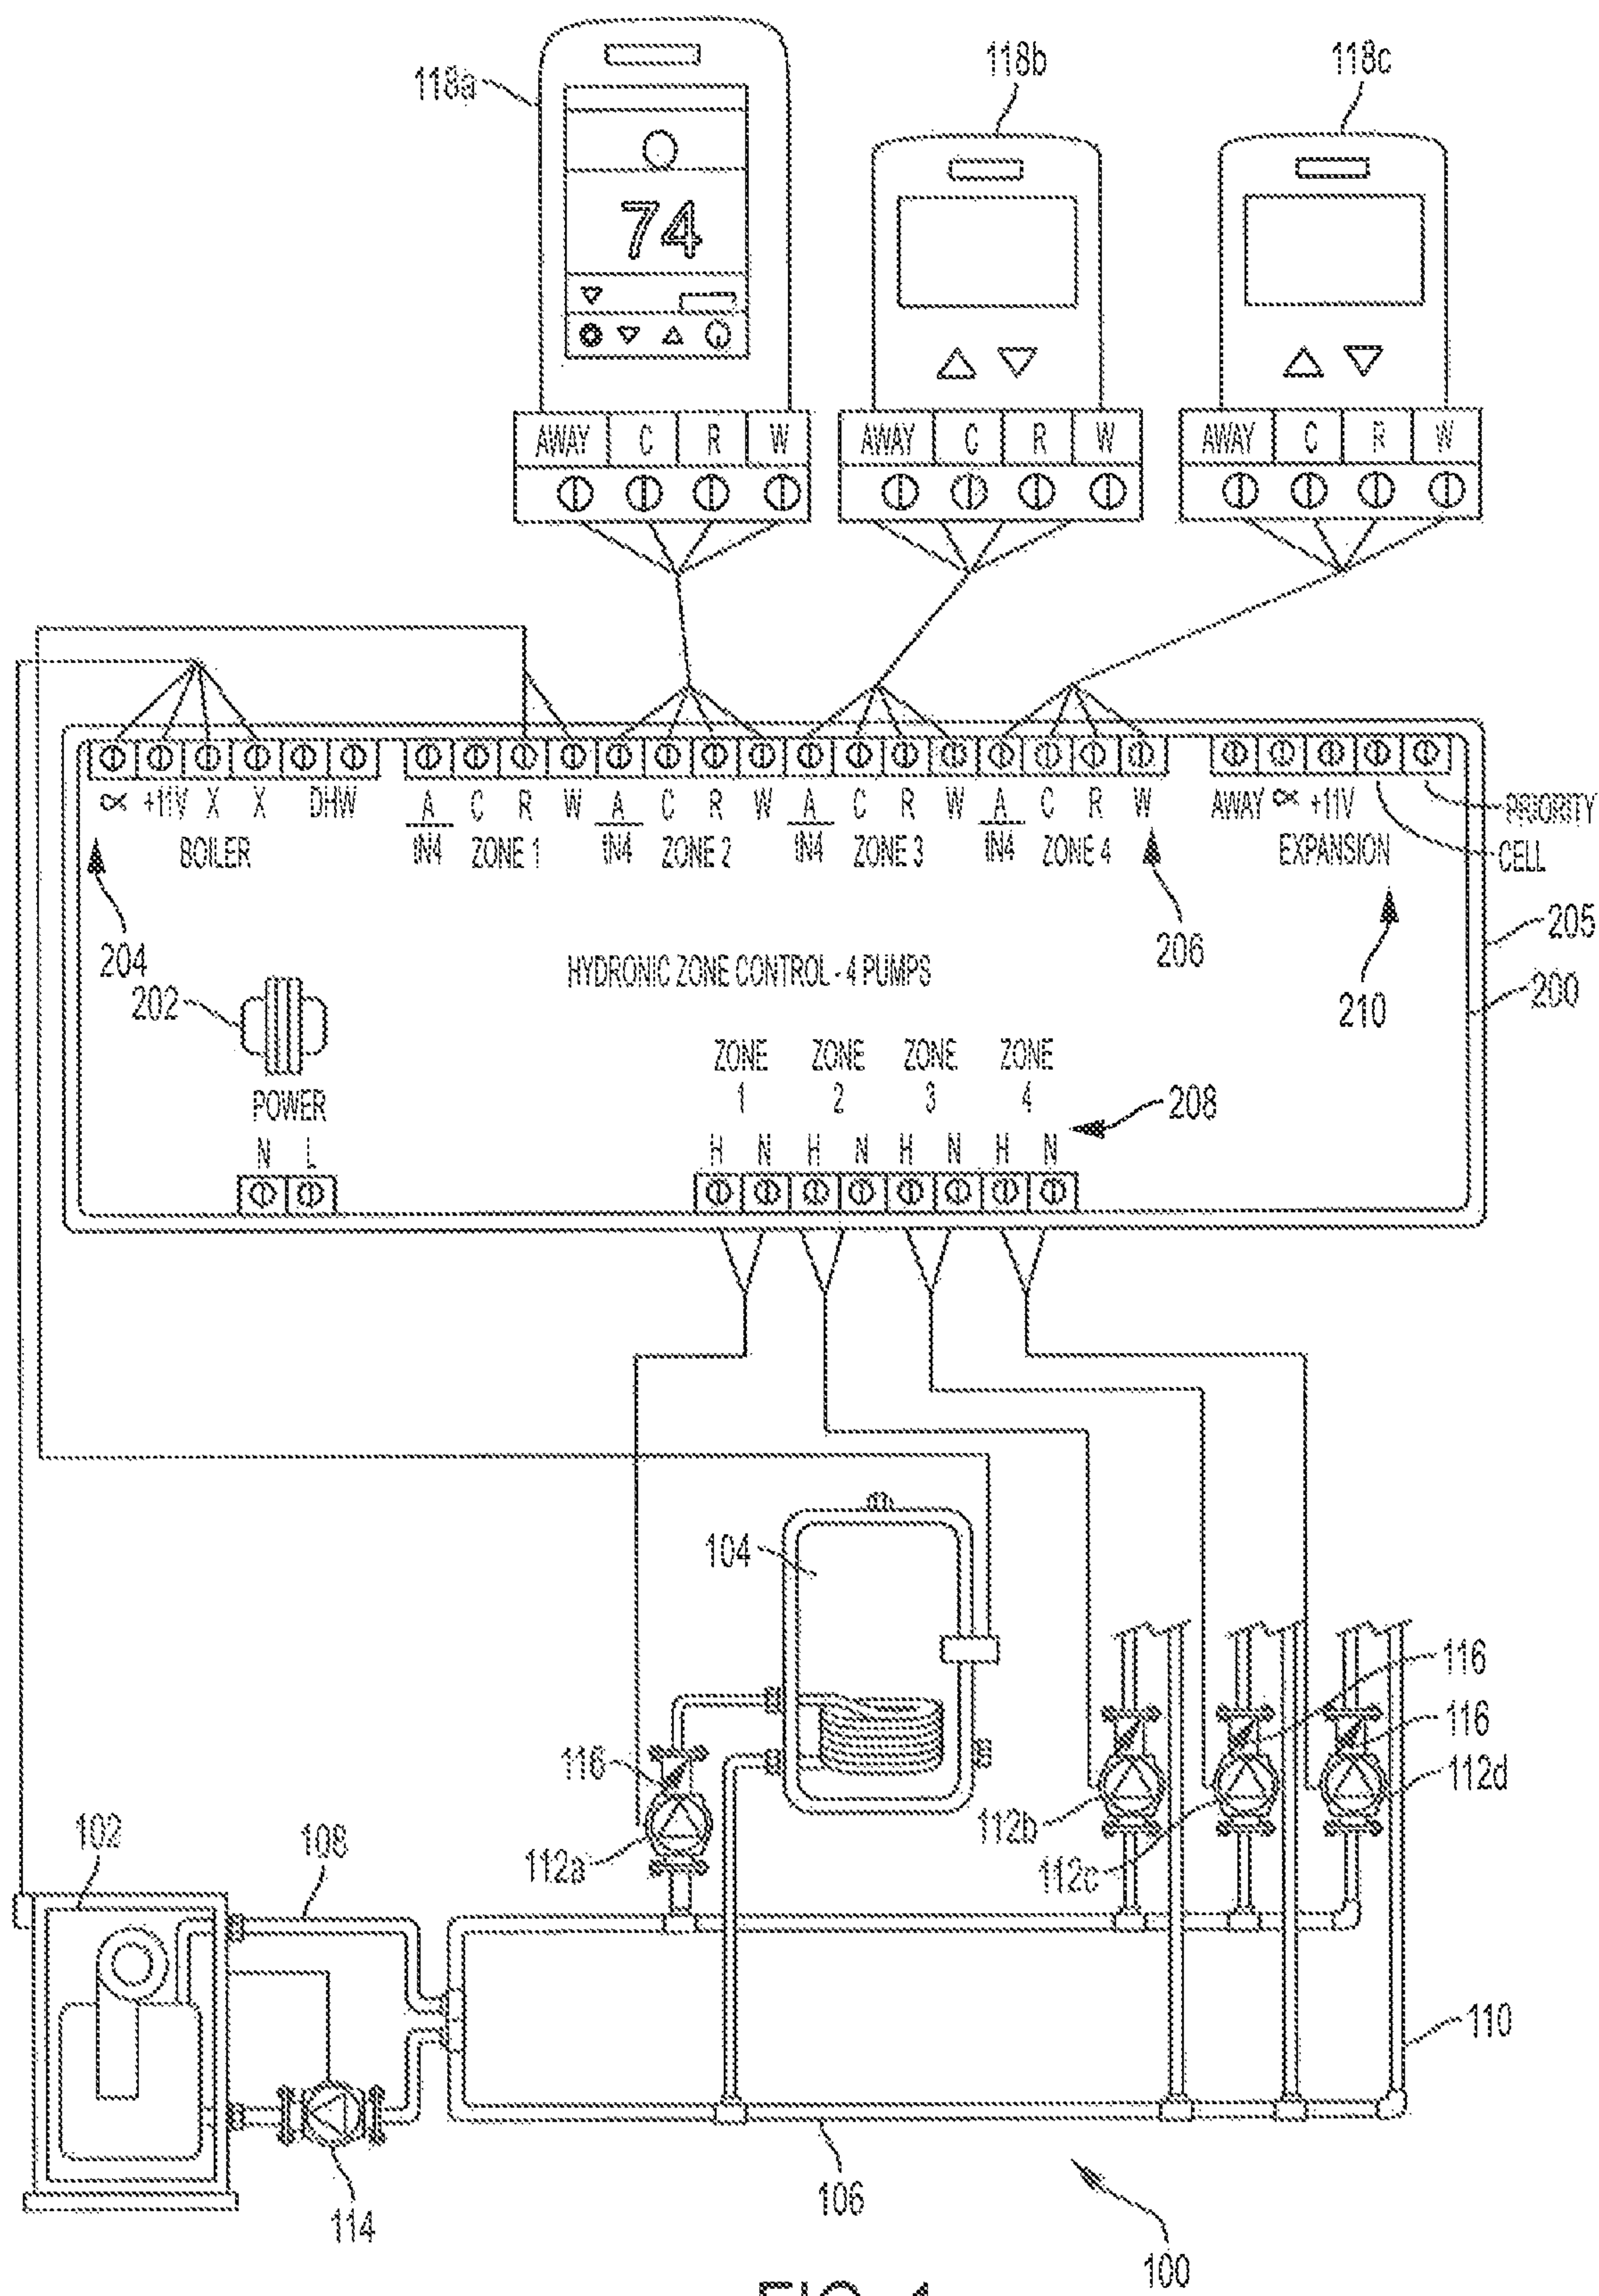 118a
118b
118c
74
AWAY C R W
AWAY C R W
AWAY C R W
+11V X X DHW
BOILER
A C R W A C R W A C R W A C R W
IN4 ZONE 1 IN4 ZONE 2 IN4 ZONE 3 IN4 ZONE 4
AWAY +11V
EXPANSION
PRIORITY
CELL
204
206
210
205
200
202
HYDRONIC ZONE CONTROL - 4 PUMPS
POWER
N L
ZONE ZONE ZONE ZONE
1 2 3 4
H N H N H N H N
208
104
116
116
116
112a
112b
112c
112d
102
108
110
114
106
100
FIG. 1